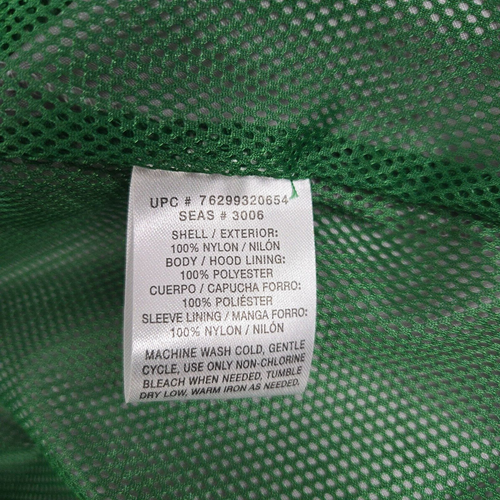 UPC # 76299320654
SEAS # 3006
SHELL / EXTERIOR:
100% NYLON / NILÓN
BODY / HOOD LINING:
100% POLYESTER
CUERPO / CAPUCHA FORRO:
100% POLIÉSTER
SLEEVE LINING / MANGA FORRO:
100% NYLON / NILÓN
MACHINE WASH COLD, GENTLE
CYCLE, USE ONLY NON-CHLORINE
BLEACH WHEN NEEDED, TUMBLE
DRY LOW, WARM IRON AS NEEDED.